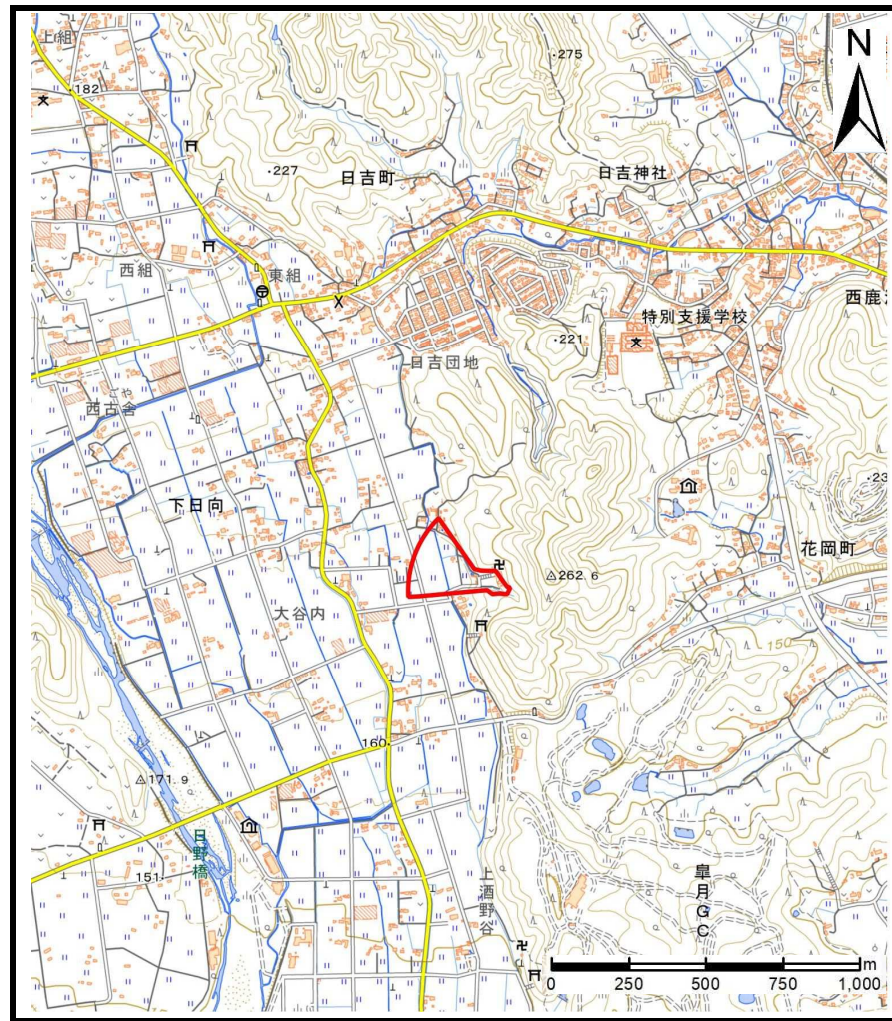 上組
・275
N
・182
日吉町
日吉神社
・227
西組
東組
西鹿
特別支援学校
・221
日吉団地
ごや
西古舎
下日向
花岡町
△262.6
大谷内
150
160
△171.9
日野橋
151
上酒野谷
皐月GC
m
0 250 500 750 1,000